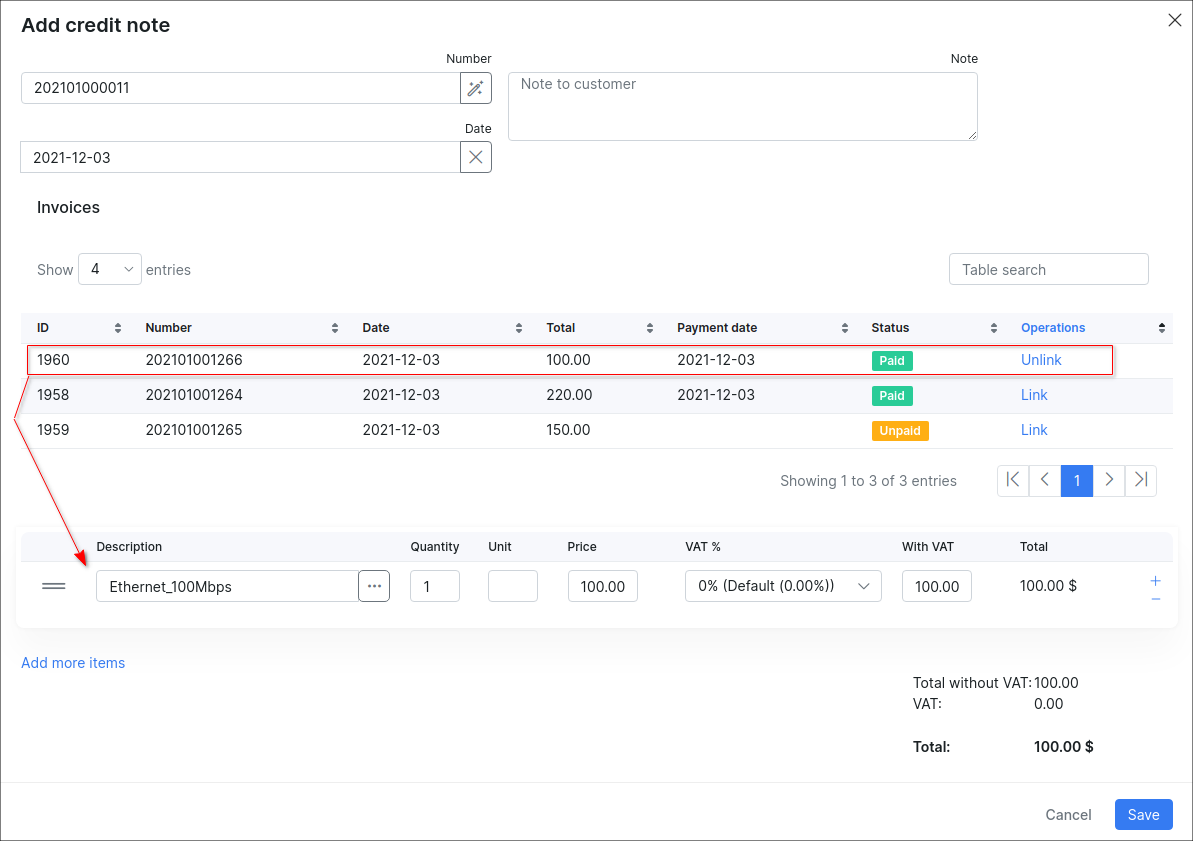 Add credit note
Number
Note
202101000011
Note to customer
Date
2021-12-03
Invoices
Show 4 entries
Table search
ID Number Date Total Payment date Status Operations
1960 202101001266 2021-12-03 100.00 2021-12-03 Paid Unlink
1958 202101001264 2021-12-03 220.00 2021-12-03 Paid Link
1959 202101001265 2021-12-03 150.00 Unpaid Link
Showing 1 to 3 of 3 entries 1
Description Quantity Unit Price VAT % With VAT Total
Ethernet_100Mbps ... 1 100.00 0% (Default (0.00%)) 100.00 100.00 $
Add more items
Total without VAT: 100.00
VAT: 0.00
Total: 100.00 $
Cancel Save